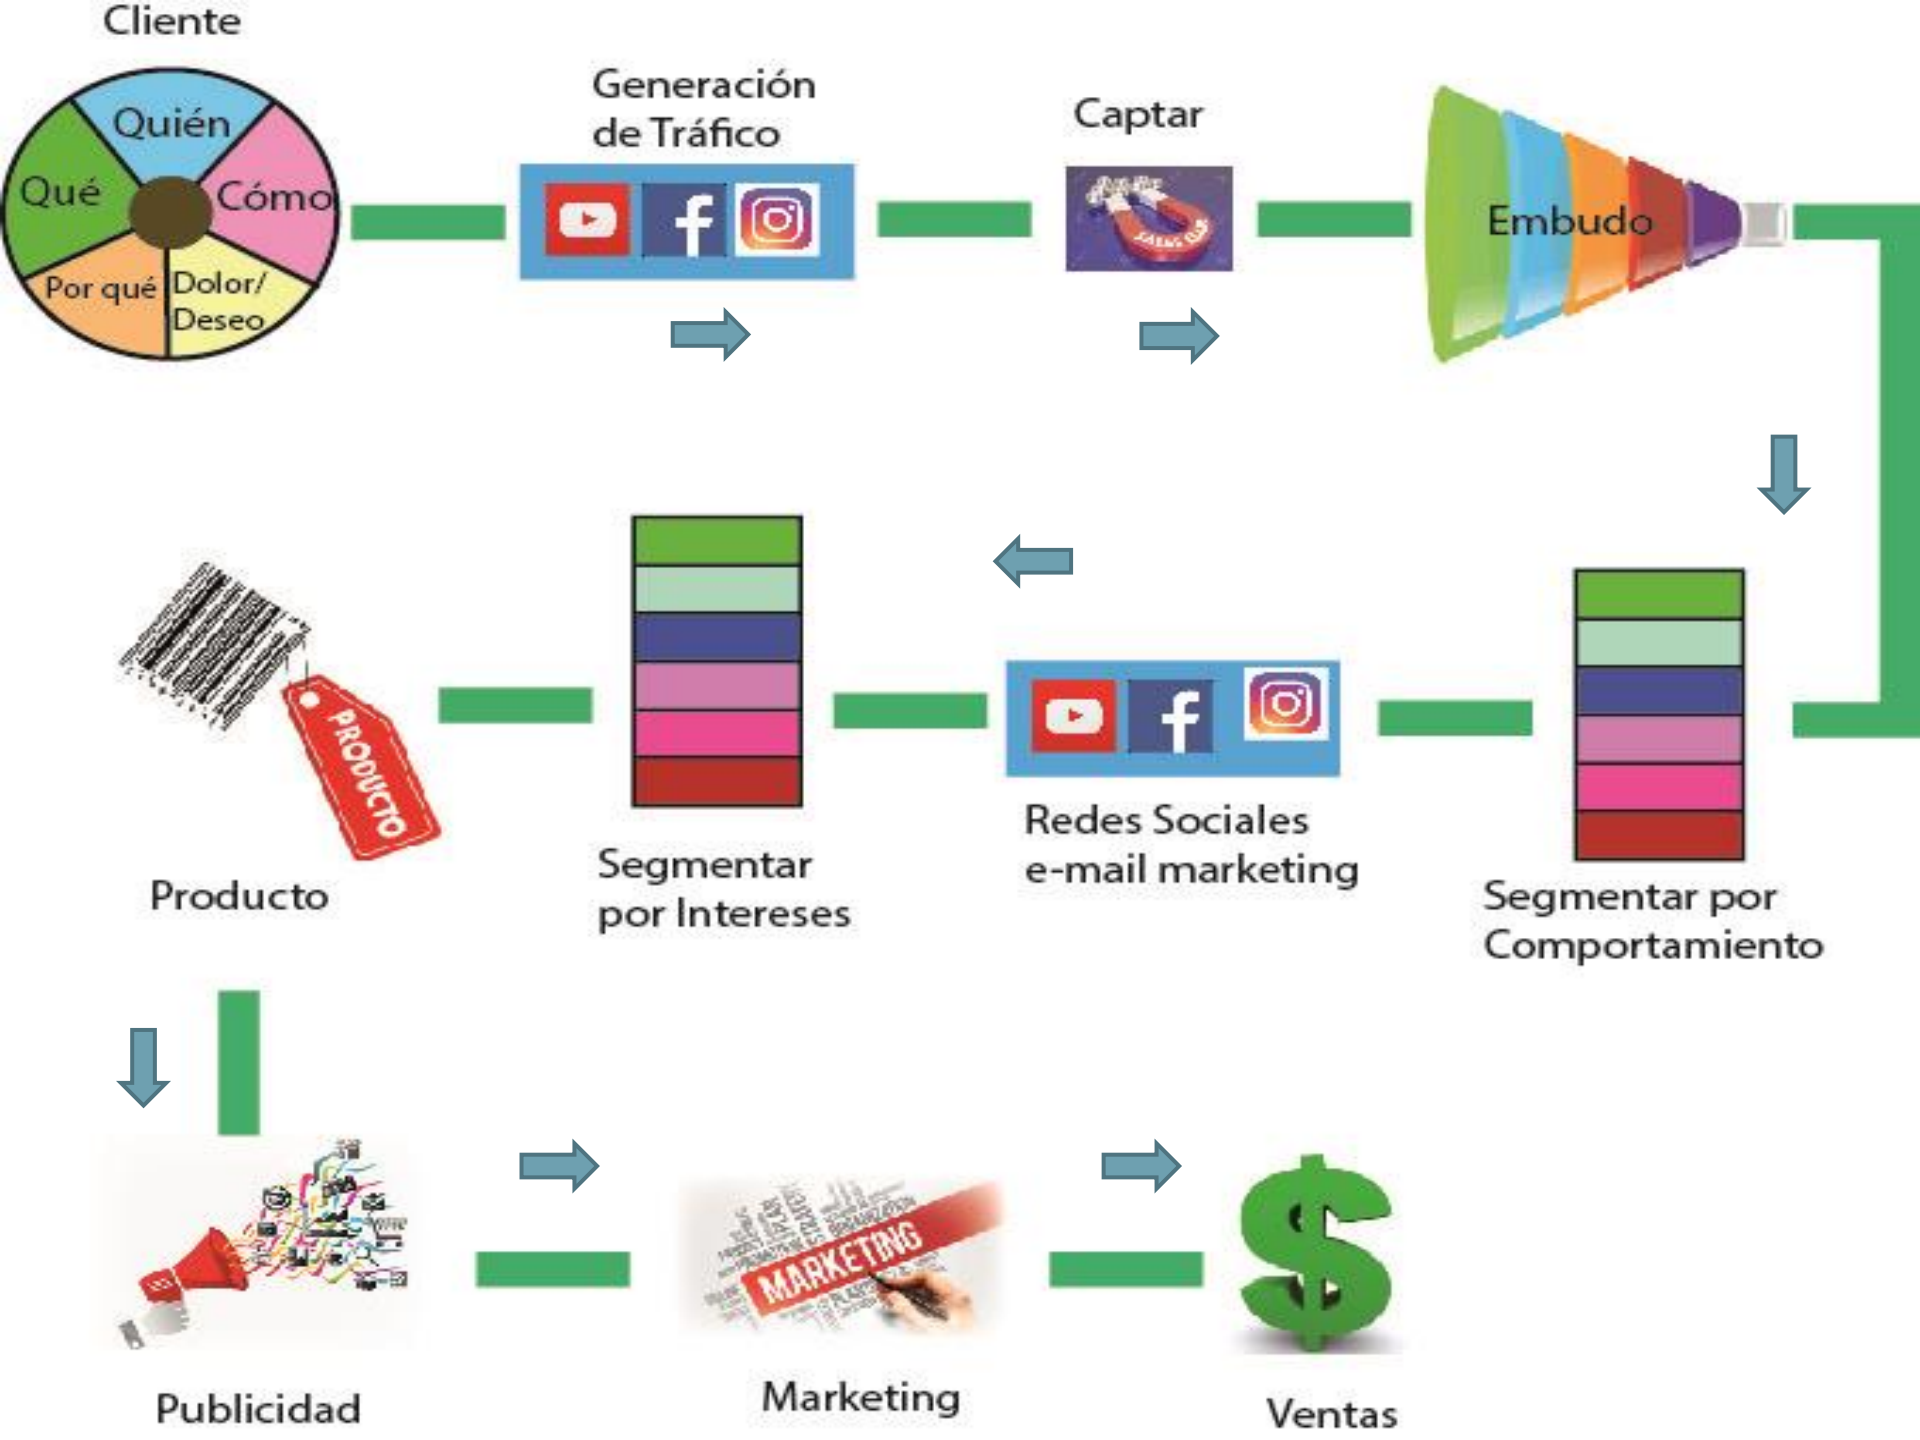 Cliente
Quién
Qué
Cómo
Por qué
Dolor/
Deseo
Generación
de Tráfico
Captar
Embudo
PRODUCTO
Producto
Segmentar
por Intereses
Redes Sociales
e-mail marketing
Segmentar por
Comportamiento
Publicidad
MARKETING
Marketing
Ventas